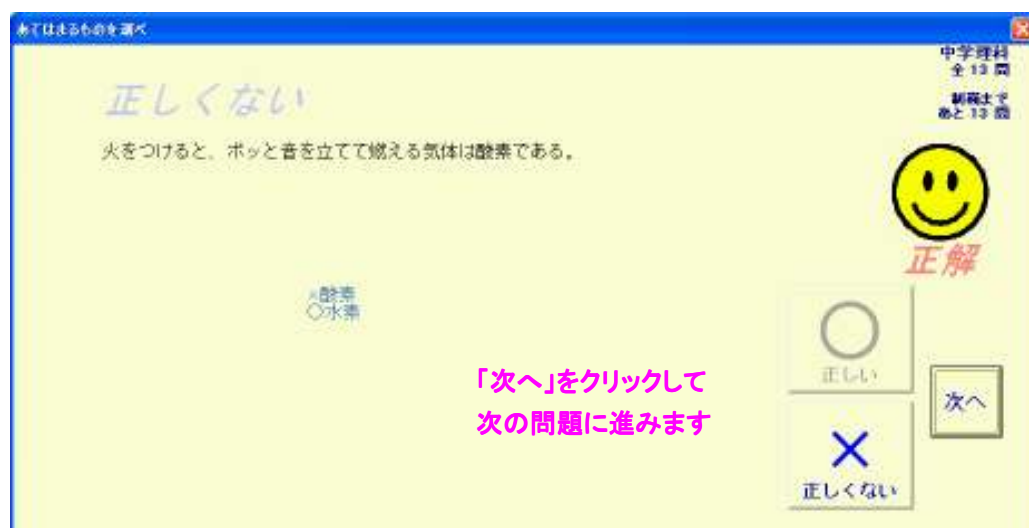 あてはまるものを選べ
中学理科
全 13 問
制覇まで
あと 13 問
正しくない
火をつけると、ポッと音を立てて燃える気体は酸素である。
正解
×酸素
○水素
正しい
「次へ」をクリックして
次の問題に進みます
次へ
正しくない